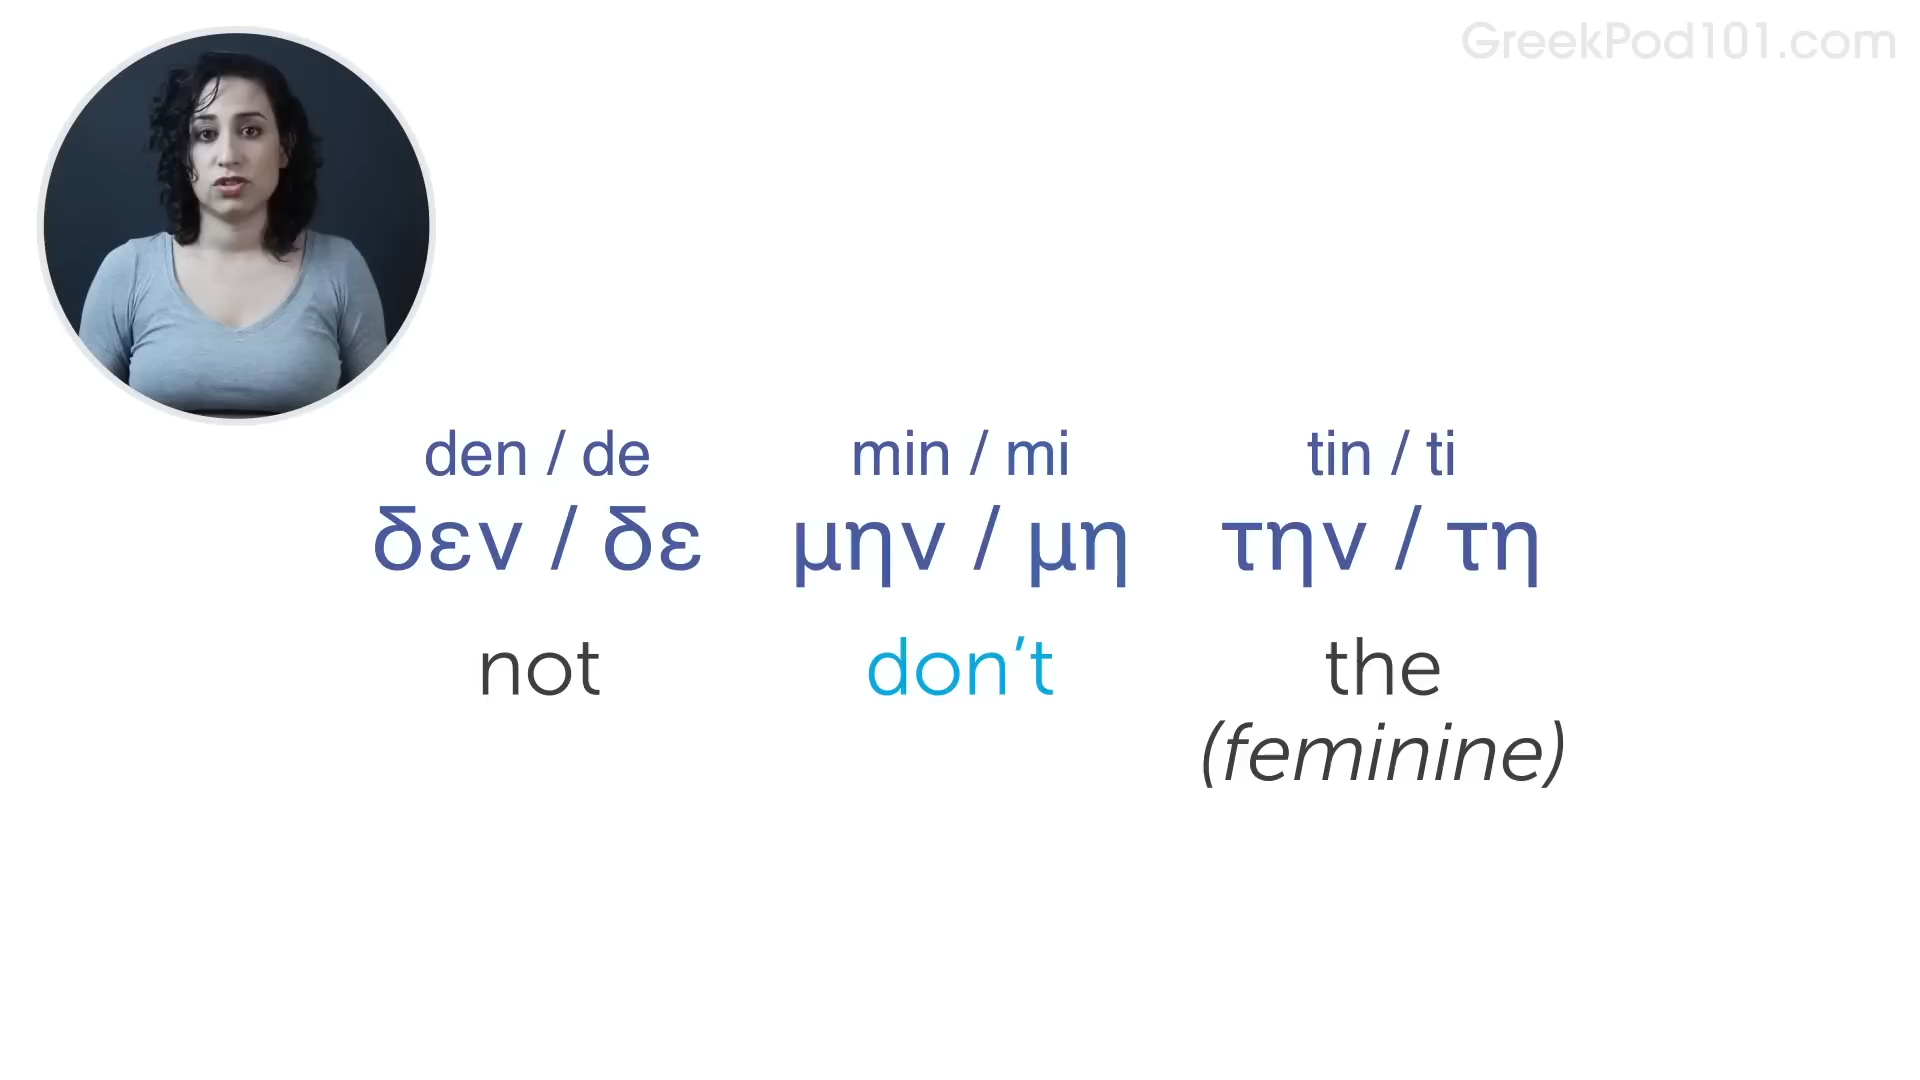 GreekPod101.com
den / de
min / mi
tin / ti
δεν / δε
μην / μη
την / τη
not
don’t
the
(feminine)